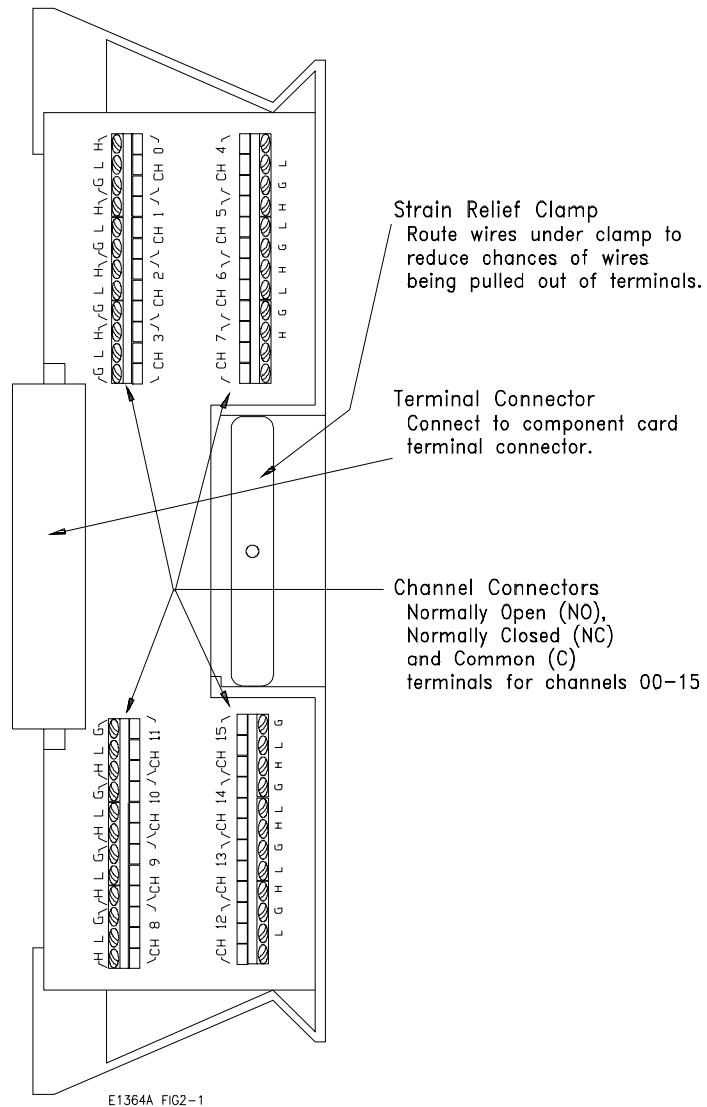 H L G H L G H L G H L G
CH 0
CH 1
CH 2
CH 3
CH 4
CH 5
CH 6
CH 7
L G H L G H L G H
Strain Relief Clamp
Route wires under clamp to
reduce chances of wires
being pulled out of terminals.
Terminal Connector
Connect to component card
terminal connector.
Channel Connectors
Normally Open (NO),
Normally Closed (NC)
and Common (C)
terminals for channels 00-15
G L H G L H G L H G L H
CH 11
CH 10
CH 9
CH 8
CH 15
CH 14
CH 13
CH 12
G L H G L H G L H G L
E1364A FIG2-1